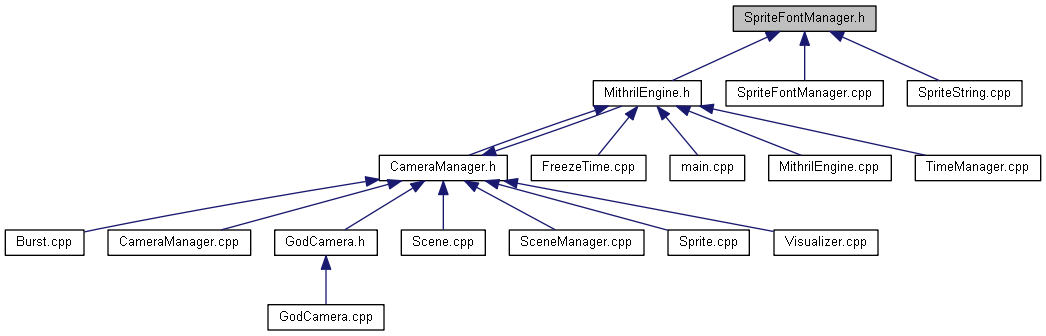 SpriteFontManager.h
MithrilEngine.h
SpriteFontManager.cpp
SpriteString.cpp
CameraManager.h
FreezeTime.cpp
main.cpp
MithrilEngine.cpp
TimeManager.cpp
Burst.cpp
CameraManager.cpp
GodCamera.h
Scene.cpp
SceneManager.cpp
Sprite.cpp
Visualizer.cpp
GodCamera.cpp